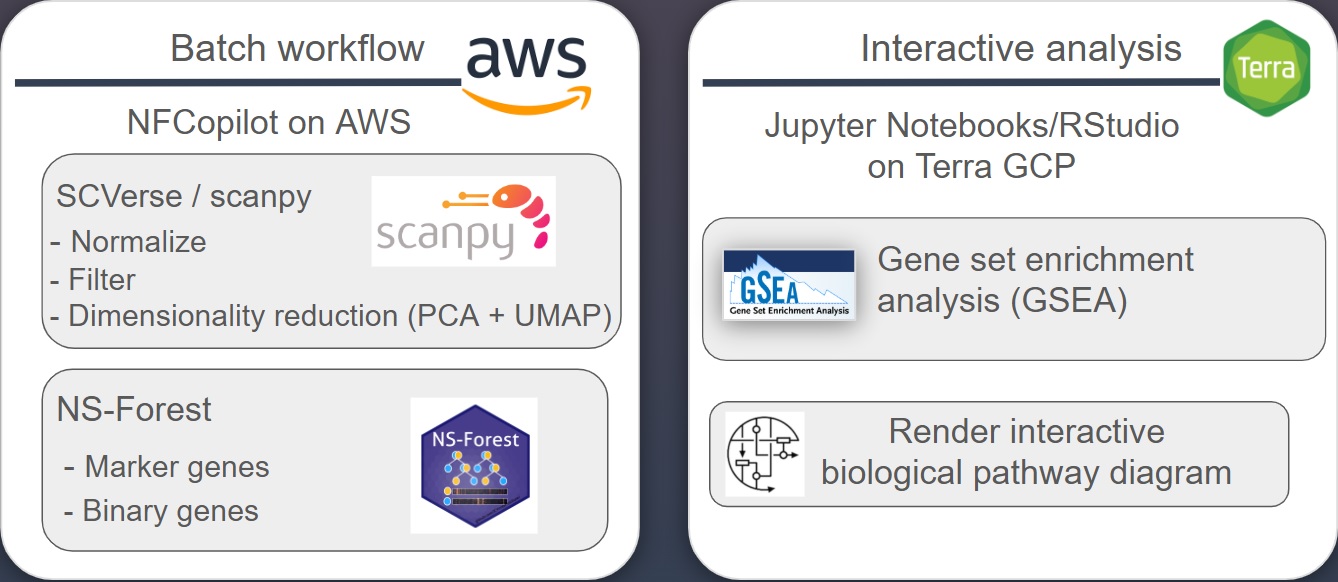 Batch workflow
aws
NFCopilot on AWS
SCVerse / scanpy
- Normalize
- Filter
- Dimensionality reduction (PCA + UMAP)
scanpy
NS-Forest
- Marker genes
- Binary genes
NS-Forest
Interactive analysis
Terra
Jupyter Notebooks/RStudio
on Terra GCP
GSEA
Gene Set Enrichment Analysis
Gene set enrichment
analysis (GSEA)
Render interactive
biological pathway diagram